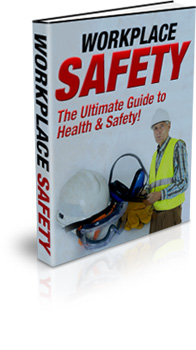 WORKPLACE
SAFETY
The Ultimate Guide to
Health & Safety!
WORKPLACE SAFETY